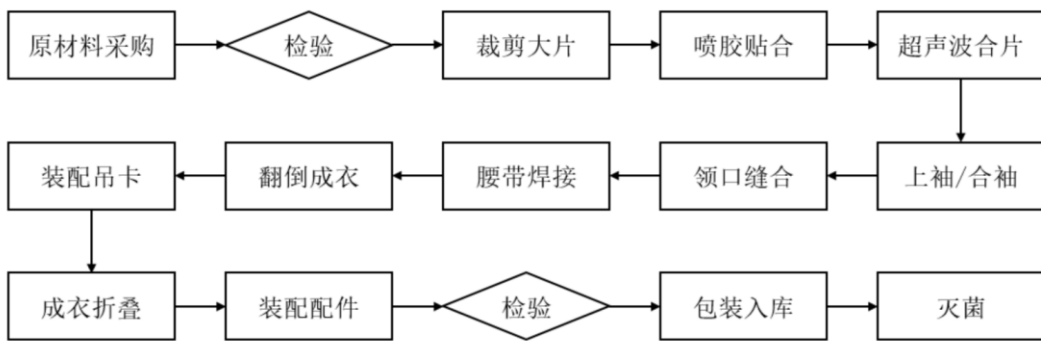 原材料采购
检验
裁剪大片
喷胶贴合
超声波合片
上袖/合袖
领口缝合
腰带焊接
翻倒成衣
装配吊卡
成衣折叠
装配配件
检验
包装入库
灭菌